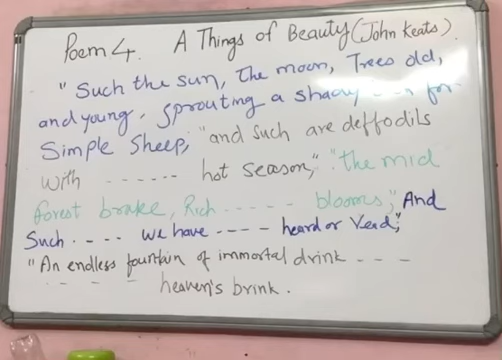 Poem 4. A Things of Beauty (John Keats).
"Such the sun, the moon, Trees old,
and young, sprouting a shady for
Simple Sheep," "and such are deffodils
with ...... hot season," "the mid
forest brake, Rich ..... blooms," And
Such .... we have .... heard or read;"
"An endless fountain of immortal drink - - -
- - - - heaven's brink.